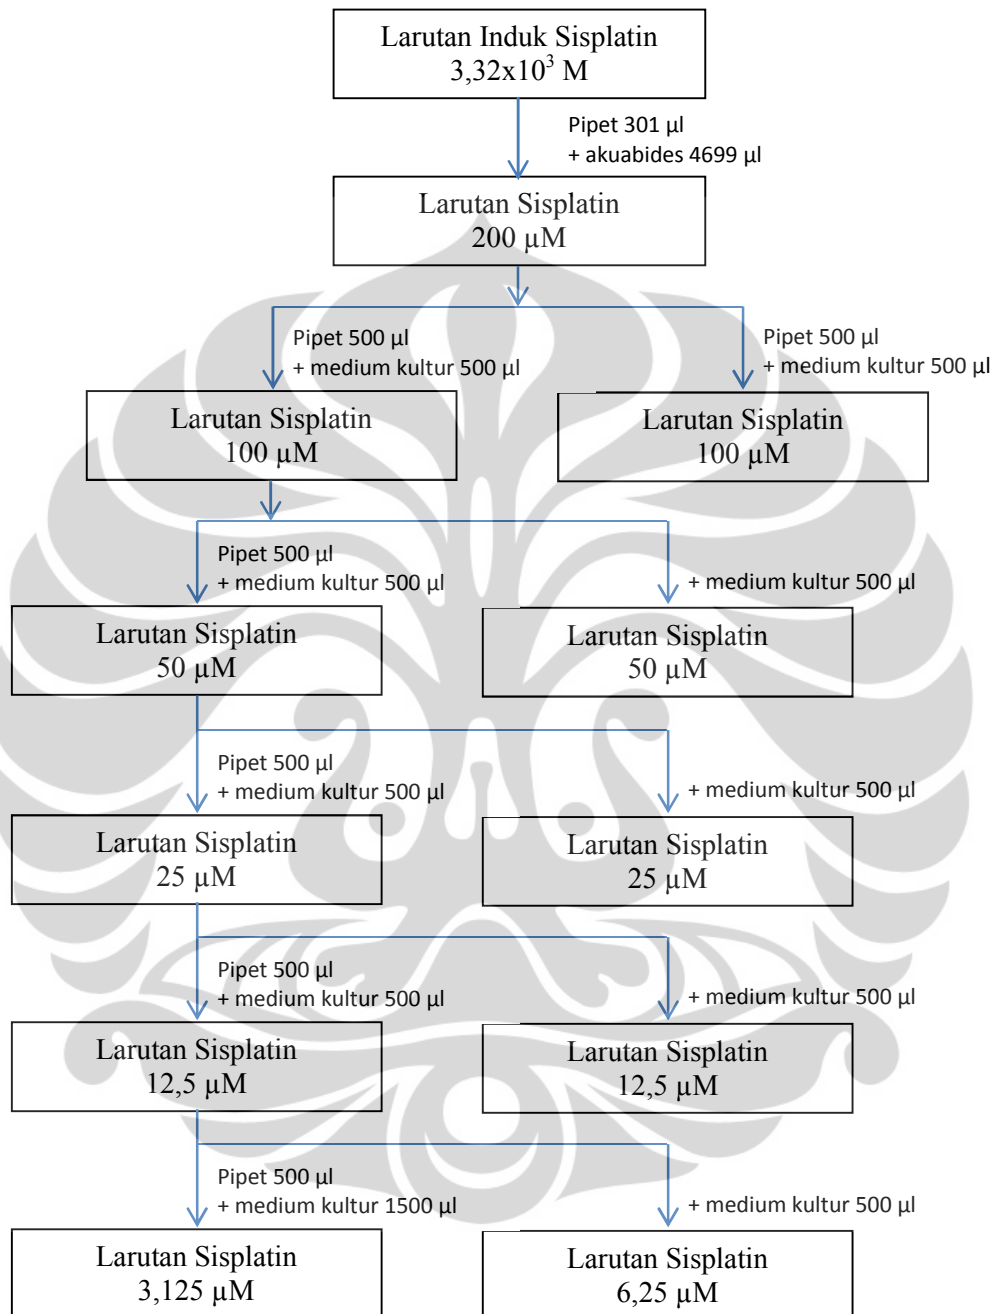 Larutan Induk Sisplatin
3,32x10³ M
Pipet 301 µl
+ akuabides 4699 µl
Larutan Sisplatin
200 µM
Pipet 500 µl
+ medium kultur 500 µl
Pipet 500 µl
+ medium kultur 500 µl
Larutan Sisplatin
100 µM
Larutan Sisplatin
100 µM
Pipet 500 µl
+ medium kultur 500 µl
+ medium kultur 500 µl
Larutan Sisplatin
50 µM
Larutan Sisplatin
50 µM
Pipet 500 µl
+ medium kultur 500 µl
+ medium kultur 500 µl
Larutan Sisplatin
25 µM
Larutan Sisplatin
25 µM
Pipet 500 µl
+ medium kultur 500 µl
+ medium kultur 500 µl
Larutan Sisplatin
12,5 µM
Larutan Sisplatin
12,5 µM
Pipet 500 µl
+ medium kultur 1500 µl
+ medium kultur 500 µl
Larutan Sisplatin
3,125 µM
Larutan Sisplatin
6,25 µM